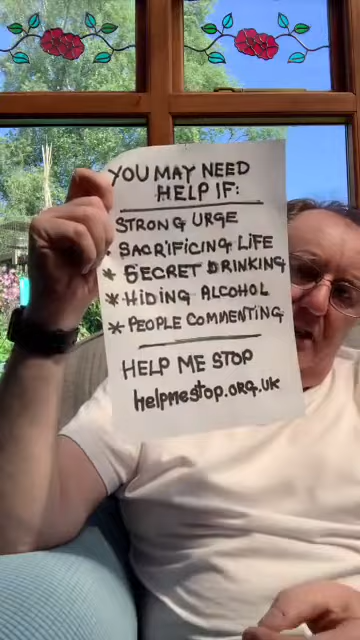 YOU MAY NEED
HELP IF:
STRONG URGE
* SACRIFICING LIFE
* SECRET DRINKING
* HIDING ALCOHOL
* PEOPLE COMMENTING
HELP ME STOP
helpmestop.org.uk